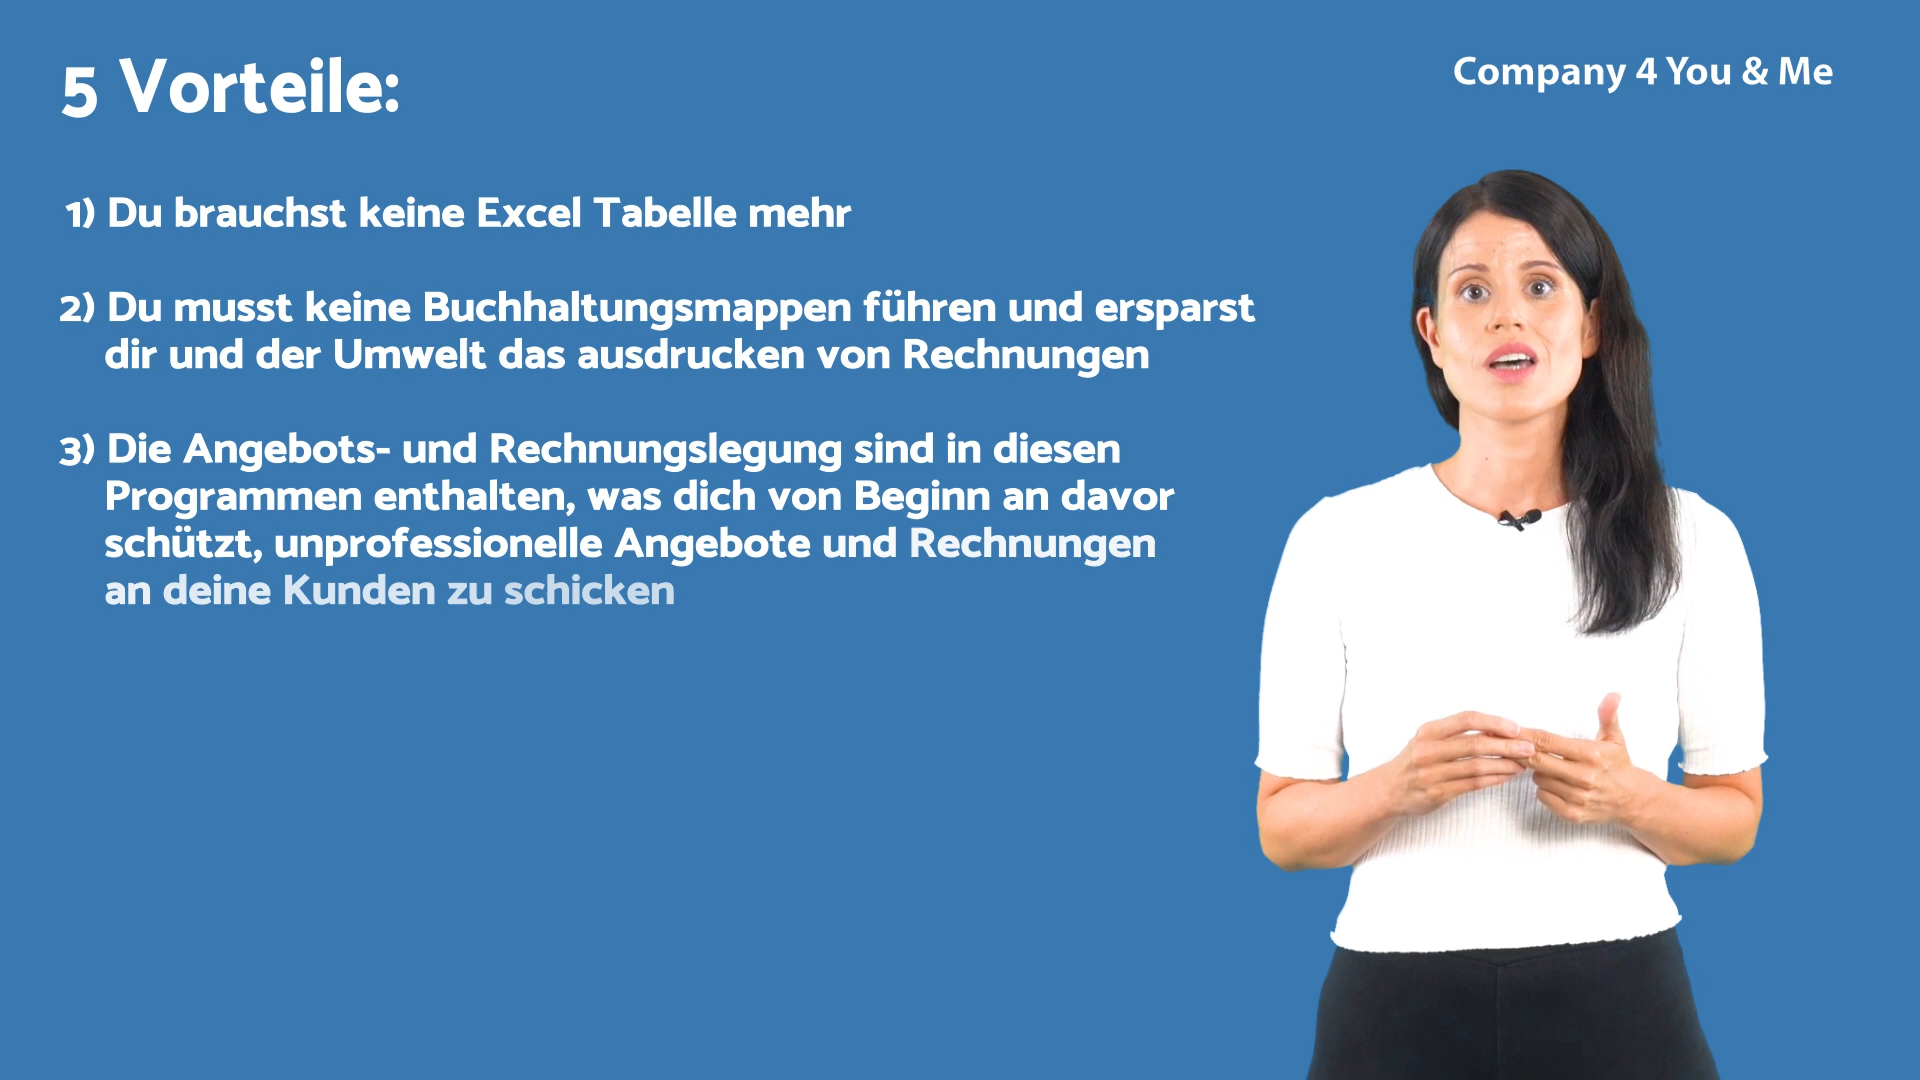 5 Vorteile:
Company 4 You & Me
1) Du brauchst keine Excel Tabelle mehr
2) Du musst keine Buchhaltungsmappen führen und ersparst
dir und der Umwelt das ausdrucken von Rechnungen
3) Die Angebots- und Rechnungslegung sind in diesen
Programmen enthalten, was dich von Beginn an davor
schützt, unprofessionelle Angebote und Rechnungen
an deine Kunden zu schicken